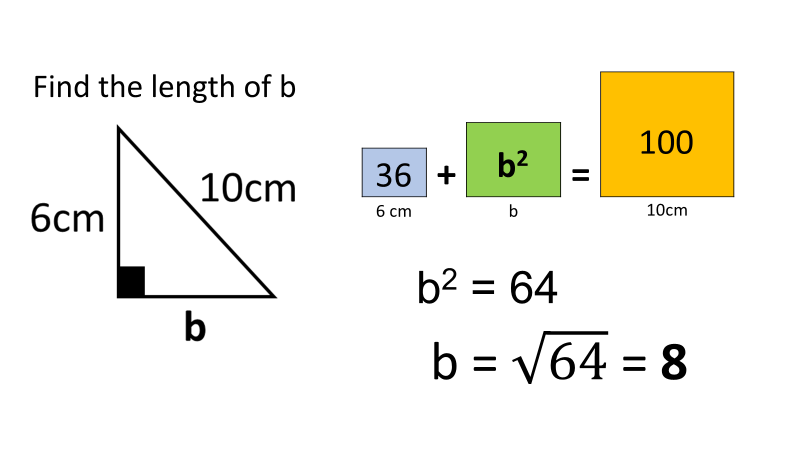 Find the length of b
6cm
10cm
b
36 + b² = 100
6 cm b 10cm
b² = 64
b = √64 = 8